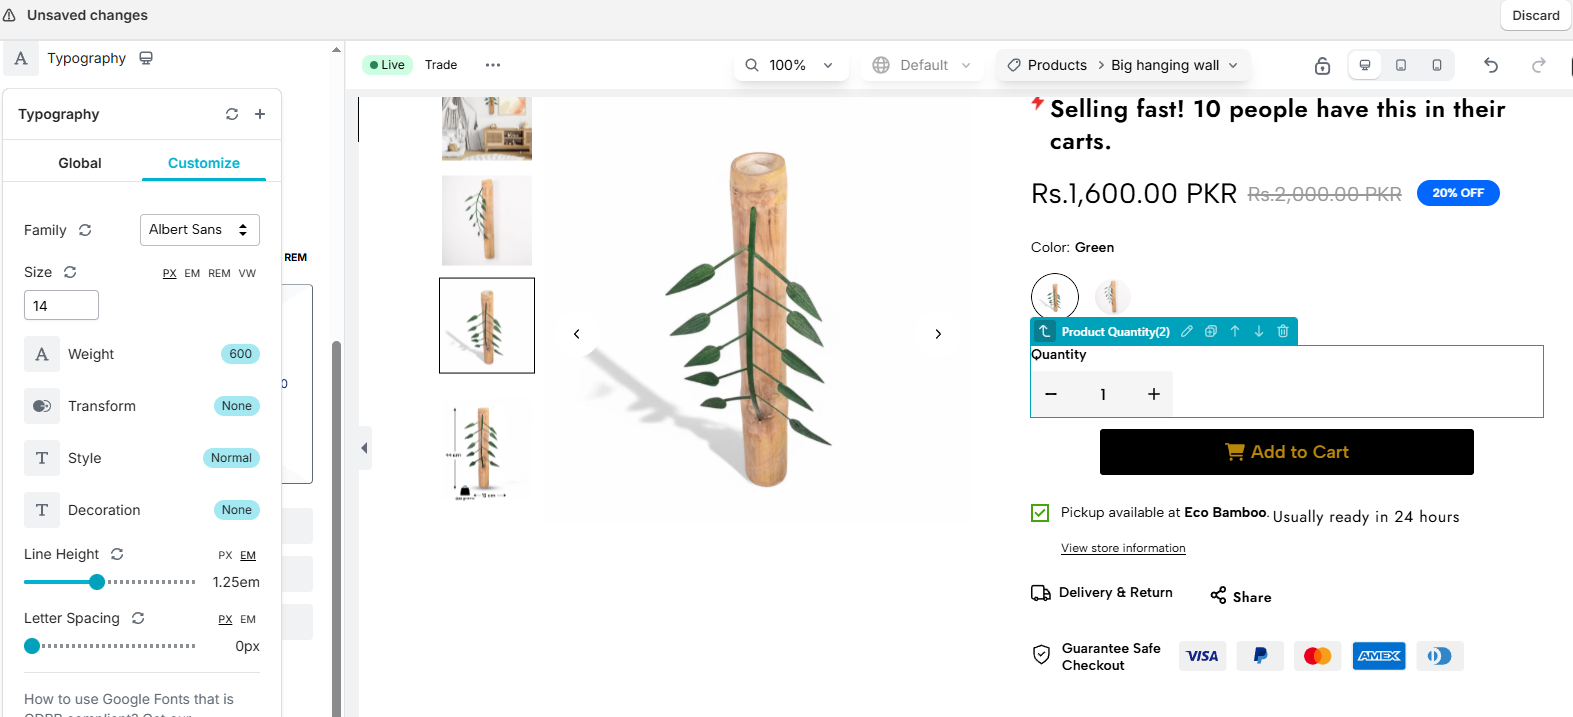 Unsaved changes
Discard
A Typography
Live
Trade
100%
Default
Products > Big hanging wall
Typography
Global
Customize
Family
Albert Sans
Size
PX EM REM VW
14
A Weight
600
Transform
None
T Style
Normal
T Decoration
None
Line Height
PX EM
1.25em
Letter Spacing
PX EM
0px
How to use Google Fonts that is
REM
0
Selling fast! 10 people have this in their
carts.
Rs.1,600.00 PKR Rs.2,000.00 PKR 20% OFF
Color: Green
Product Quantity(2)
Quantity
− 1 +
Add to Cart
Pickup available at Eco Bamboo. Usually ready in 24 hours
View store information
Delivery & Return
Share
Guarantee Safe
Checkout
VISA
AMEX